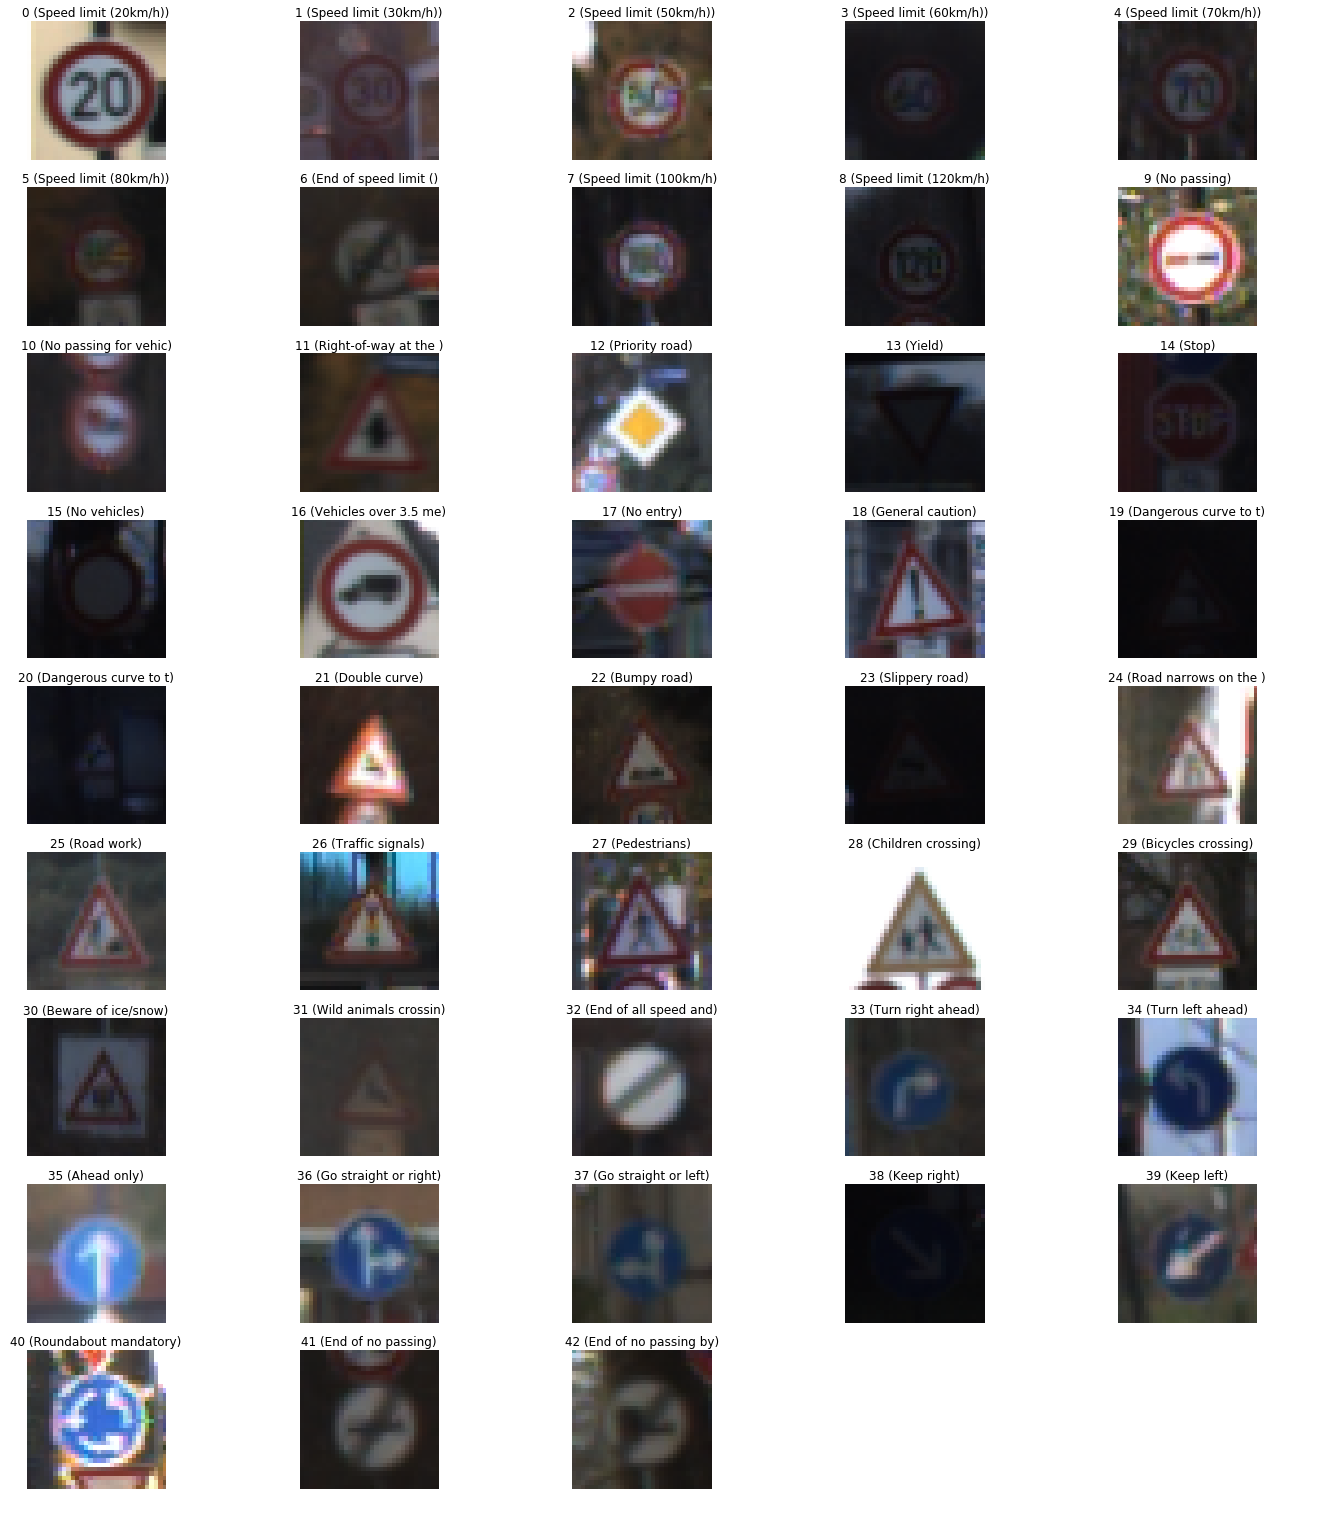 0 (Speed limit (20km/h))
1 (Speed limit (30km/h))
2 (Speed limit (50km/h))
3 (Speed limit (60km/h))
4 (Speed limit (70km/h))
20
30
70
5 (Speed limit (80km/h))
6 (End of speed limit ()
7 (Speed limit (100km/h)
8 (Speed limit (120km/h)
9 (No passing)
10 (No passing for vehic)
11 (Right-of-way at the )
12 (Priority road)
13 (Yield)
14 (Stop)
STOP
15 (No vehicles)
16 (Vehicles over 3.5 me)
17 (No entry)
18 (General caution)
19 (Dangerous curve to t)
20 (Dangerous curve to t)
21 (Double curve)
22 (Bumpy road)
23 (Slippery road)
24 (Road narrows on the )
25 (Road work)
26 (Traffic signals)
27 (Pedestrians)
28 (Children crossing)
29 (Bicycles crossing)
30 (Beware of ice/snow)
31 (Wild animals crossin)
32 (End of all speed and)
33 (Turn right ahead)
34 (Turn left ahead)
35 (Ahead only)
36 (Go straight or right)
37 (Go straight or left)
38 (Keep right)
39 (Keep left)
40 (Roundabout mandatory)
41 (End of no passing)
42 (End of no passing by)